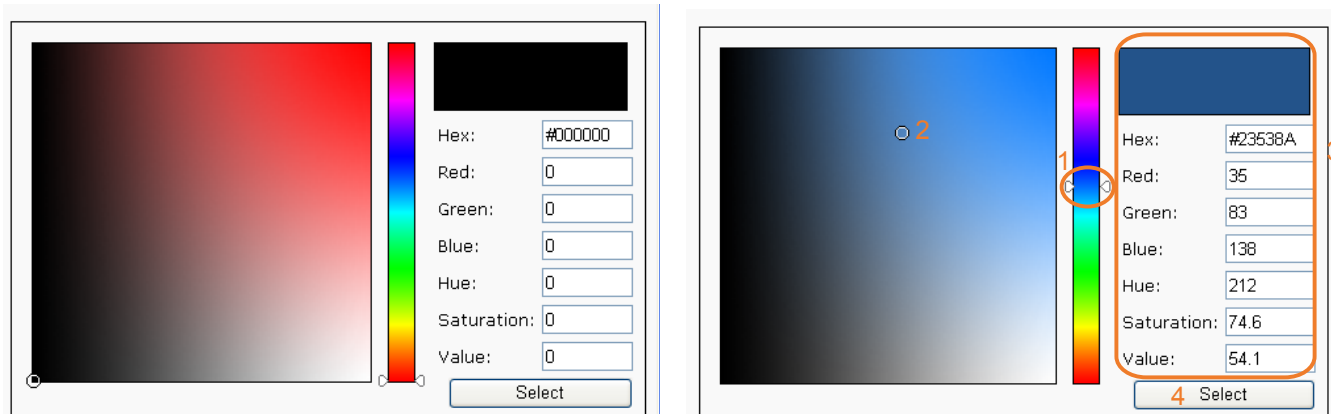 Hex: #000000
Red: 0
Green: 0
Blue: 0
Hue: 0
Saturation: 0
Value: 0
Select
1
2
Hex: #23538A
Red: 35
Green: 83
Blue: 138
Hue: 212
Saturation: 74.6
Value: 54.1
4 Select